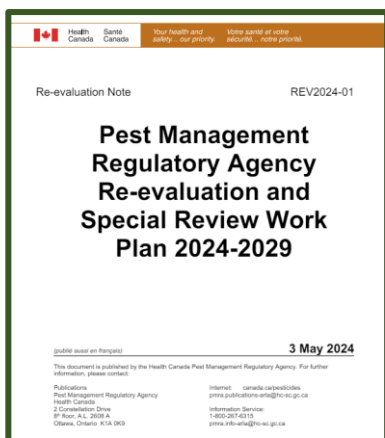 Health Canada
Santé Canada
Your health and safety... our priority.
Votre santé et votre sécurité... notre priorité.
Re-evaluation Note
REV2024-01
Pest Management
Regulatory Agency
Re-evaluation and
Special Review Work
Plan 2024-2029
(publié aussi en français)
3 May 2024
This document is published by the Health Canada Pest Management Regulatory Agency. For further
information, please contact:
Publications
Pest Management Regulatory Agency
Health Canada
2 Constellation Drive
8th floor, A.L. 2608 A
Ottawa, Ontario K1A 0K9
Internet: canada.ca/pesticides
pmra.publications-arla@hc-sc.gc.ca
Information Service:
1-800-267-6315
pmra.info-arla@hc-sc.gc.ca